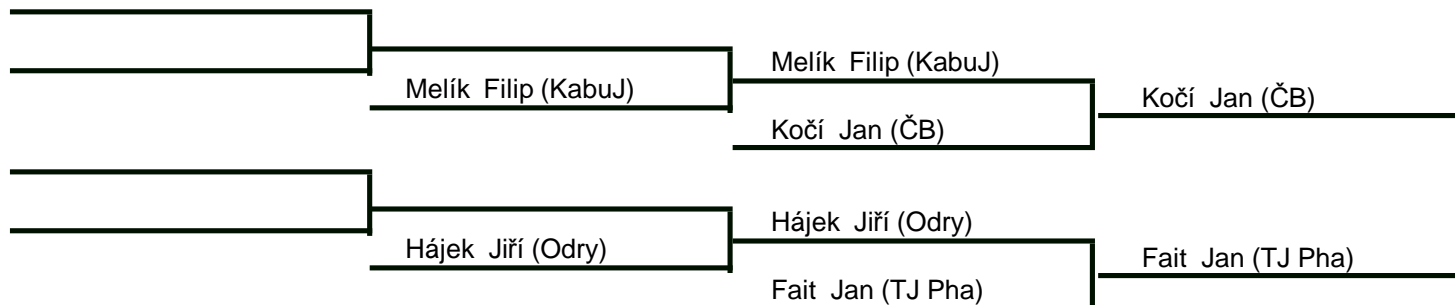 Melík Filip (KabuJ)
Melík Filip (KabuJ)
Kočí Jan (ČB)
Kočí Jan (ČB)
Hájek Jiří (Odry)
Hájek Jiří (Odry)
Fait Jan (TJ Pha)
Fait Jan (TJ Pha)